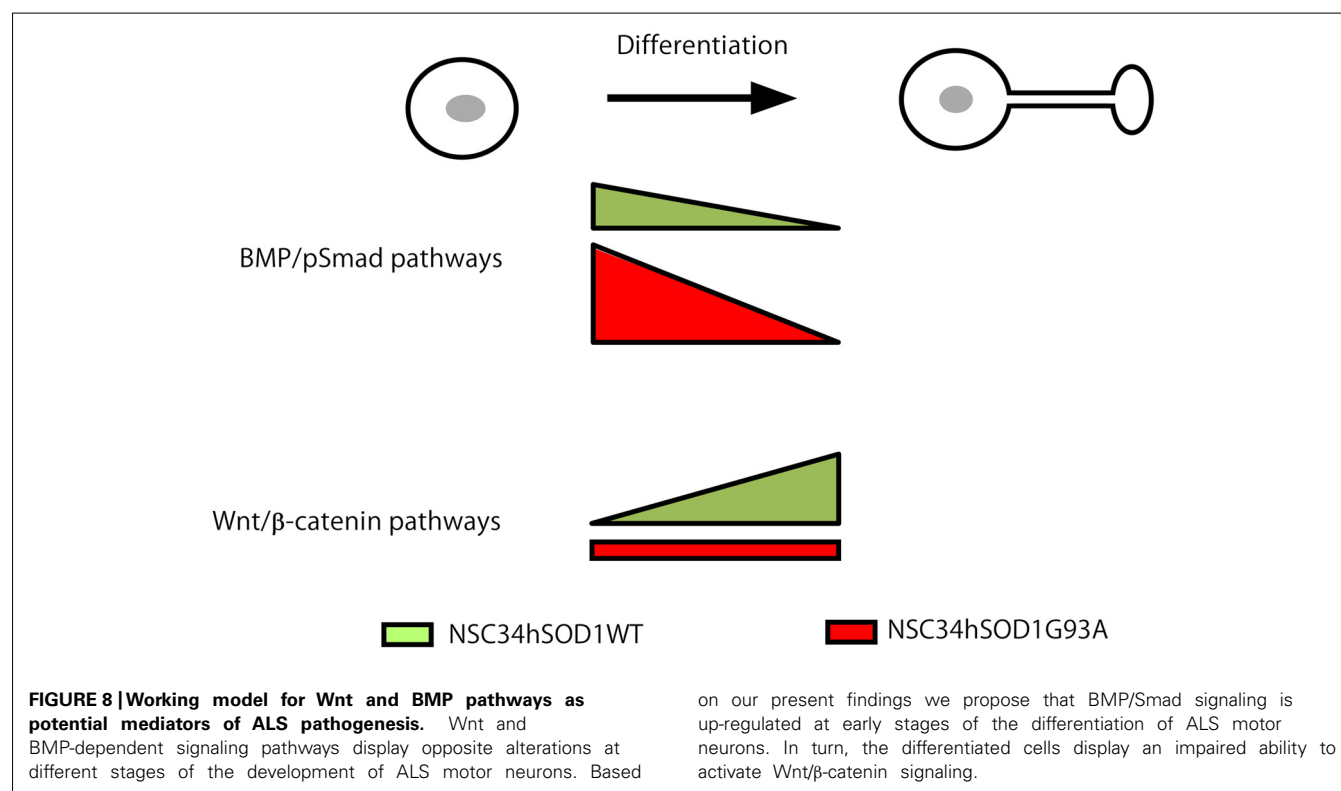 Differentiation
BMP/pSmad pathways
Wnt/β-catenin pathways
NSC34hSOD1WT
NSC34hSOD1G93A
FIGURE 8 | Working model for Wnt and BMP pathways as
potential mediators of ALS pathogenesis. Wnt and
BMP-dependent signaling pathways display opposite alterations at
different stages of the development of ALS motor neurons. Based
on our present findings we propose that BMP/Smad signaling is
up-regulated at early stages of the differentiation of ALS motor
neurons. In turn, the differentiated cells display an impaired ability to
activate Wnt/β-catenin signaling.